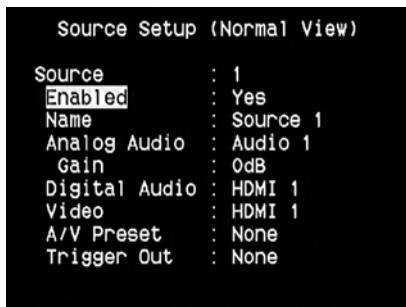 Source Setup (Normal View)
Source : 1
Enabled : Yes
Name : Source 1
Analog Audio : Audio 1
Gain : 0dB
Digital Audio : HDMI 1
Video : HDMI 1
A/V Preset : None
Trigger Out : None